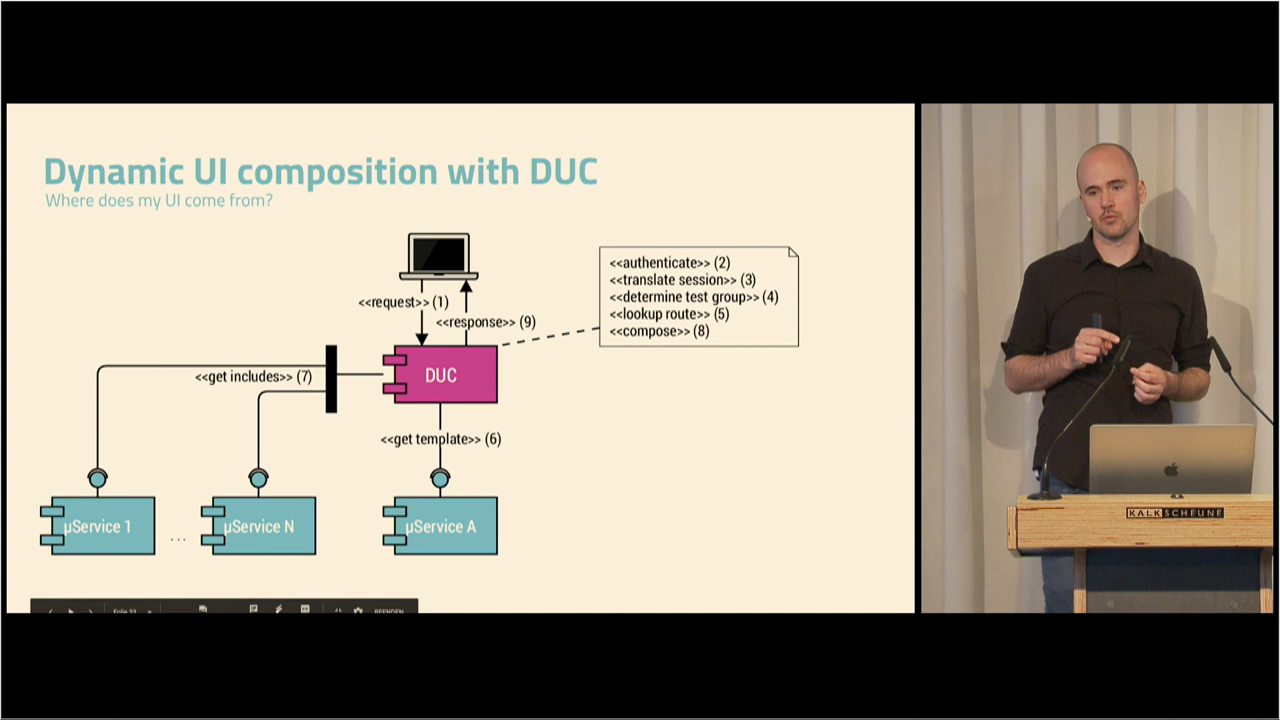 Dynamic UI composition with DUC
Where does my UI come from?
<<authenticate>> (2)
<<translate session>> (3)
<<determine test group>> (4)
<<lookup route>> (5)
<<compose>> (8)
<<request>> (1)
<<response>> (9)
<<get includes>> (7)
DUC
<<get template>> (6)
µService 1
...
µService N
µService A
KALKSCHEUNE
BEENDEN